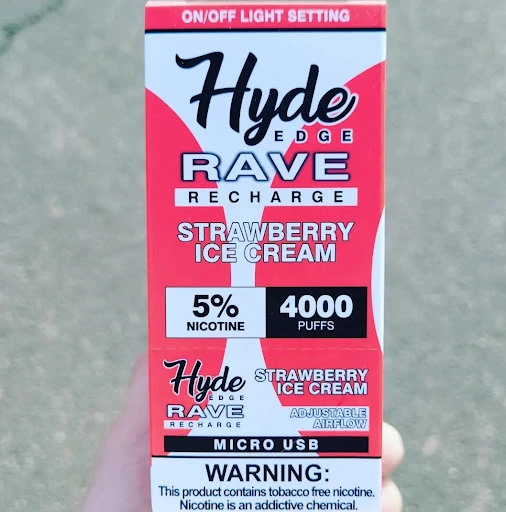 ON/OFF LIGHT SETTING
Hyde
EDGE
RAVE
RECHARGE
STRAWBERRY
ICE CREAM
5%
NICOTINE
4000
PUFFS
Hyde
EDGE
RAVE
RECHARGE
STRAWBERRY
ICE CREAM
ADJUSTABLE
AIRFLOW
MICRO USB
WARNING:
This product contains tobacco free nicotine.
Nicotine is an addictive chemical.